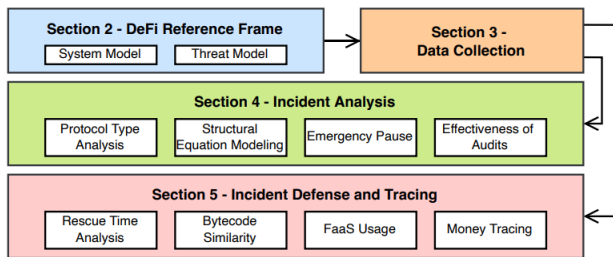 Section 2 - DeFi Reference Frame
System Model
Threat Model
Section 3 -
Data Collection
Section 4 - Incident Analysis
Protocol Type
Analysis
Structural
Equation Modeling
Emergency Pause
Effectiveness of
Audits
Section 5 - Incident Defense and Tracing
Rescue Time
Analysis
Bytecode
Similarity
FaaS Usage
Money Tracing